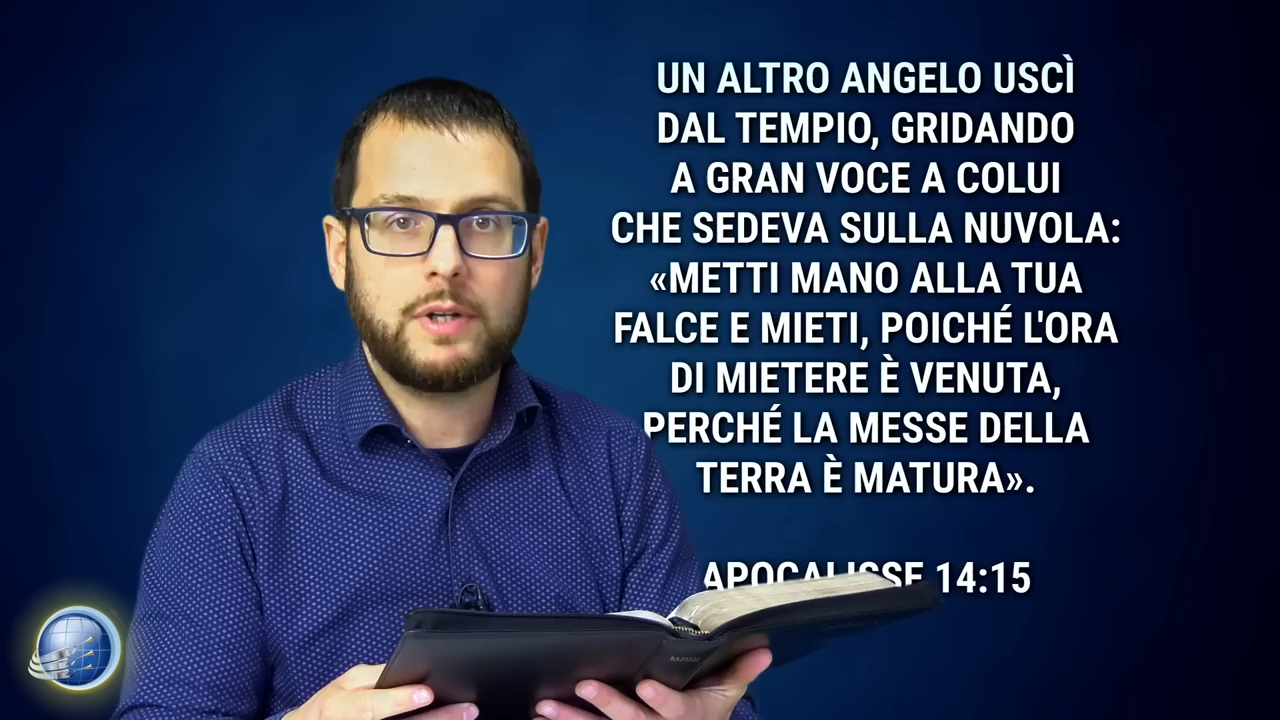 UN ALTRO ANGELO USCÌ
DAL TEMPIO, GRIDANDO
A GRAN VOCE A COLUI
CHE SEDEVA SULLA NUVOLA:
«METTI MANO ALLA TUA
FALCE E MIETI, POICHÉ L'ORA
DI MIETERE È VENUTA,
PERCHÉ LA MESSE DELLA
TERRA È MATURA».
APOCALISSE 14:15